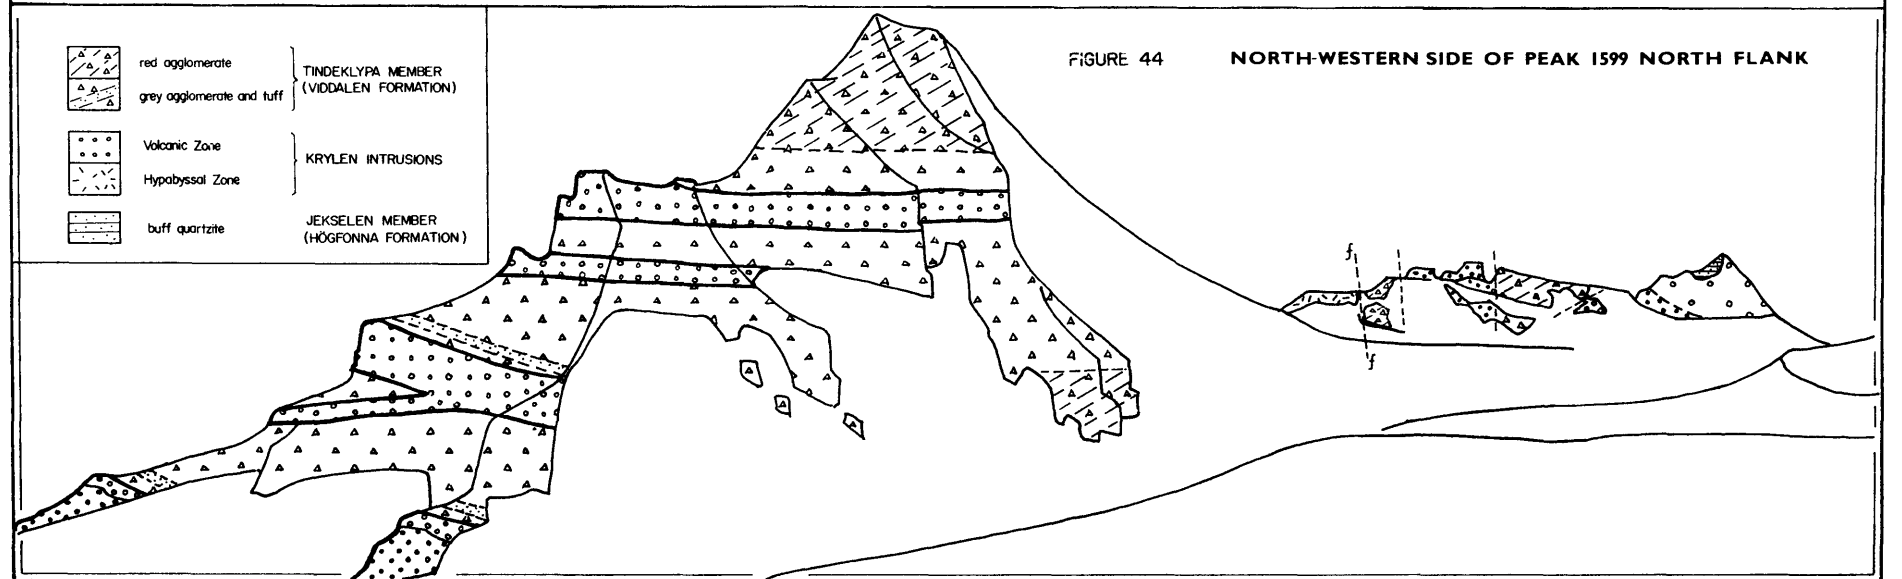 FIGURE 44 NORTH-WESTERN SIDE OF PEAK 1599 NORTH FLANK
red agglomerate
grey agglomerate and tuff
TINDEKLYPA MEMBER
(VIDDALEN FORMATION)
Volcanic Zone
Hypabyssal Zone
KRYLEN INTRUSIONS
buff quartzite
JEKSELEN MEMBER
(HÖGFONNA FORMATION)
f
f